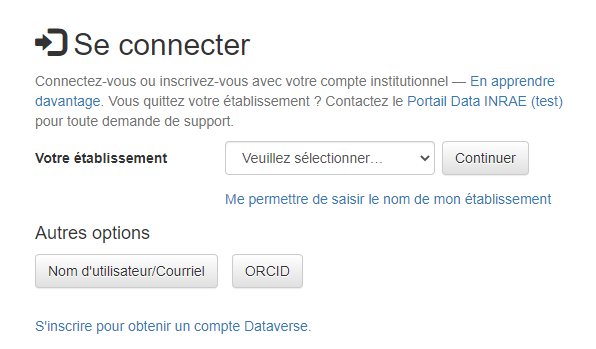 Se connecter
Connectez-vous ou inscrivez-vous avec votre compte institutionnel — En apprendre
davantage. Vous quittez votre établissement ? Contactez le Portail Data INRAE (test)
pour toute demande de support.
Votre établissement Veuillez sélectionner… Continuer
Me permettre de saisir le nom de mon établissement
Autres options
Nom d'utilisateur/Courriel ORCID
S'inscrire pour obtenir un compte Dataverse.